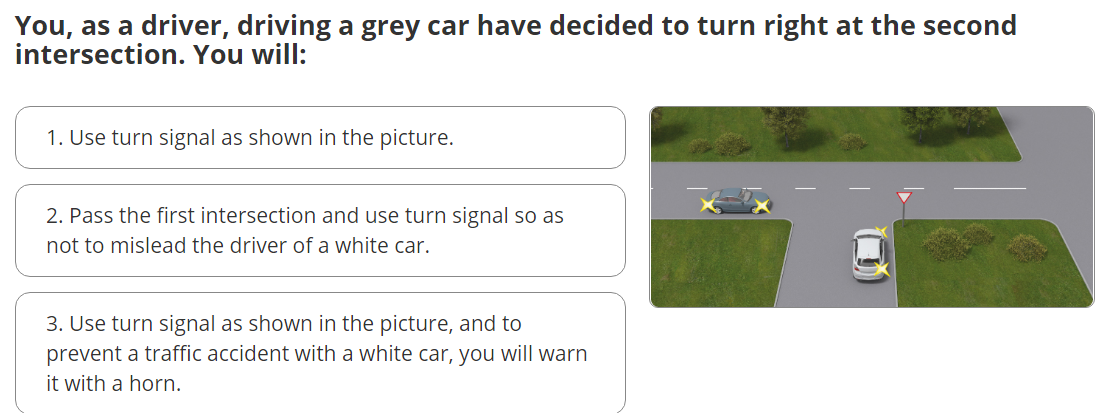 You, as a driver, driving a grey car have decided to turn right at the second
intersection. You will:
1. Use turn signal as shown in the picture.
2. Pass the first intersection and use turn signal so as
not to mislead the driver of a white car.
3. Use turn signal as shown in the picture, and to
prevent a traffic accident with a white car, you will warn
it with a horn.